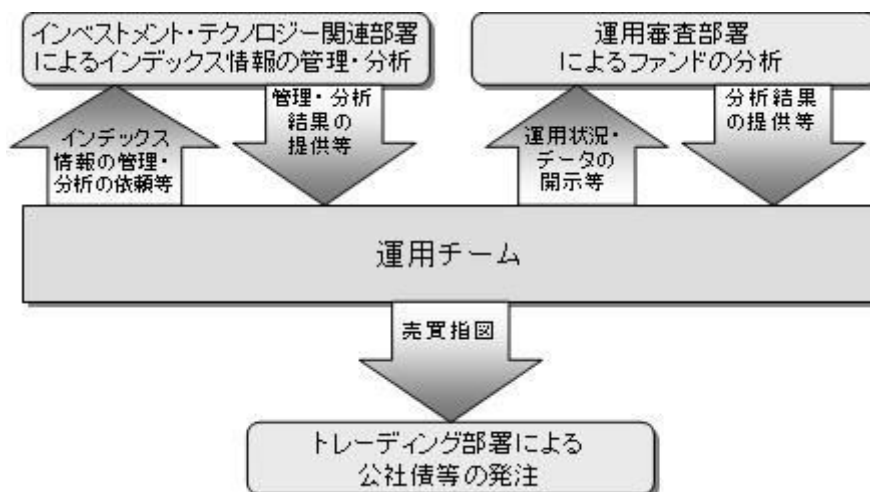 インベストメント・テクノロジー関連部署
によるインデックス情報の管理・分析
運用審査部署
によるファンドの分析
インデックス
情報の管理・
分析の依頼等
管理・分析
結果の
提供等
運用状況・
データの
開示等
分析結果
の提供等
運用チーム
売買指図
トレーディング部署による
公社債等の発注